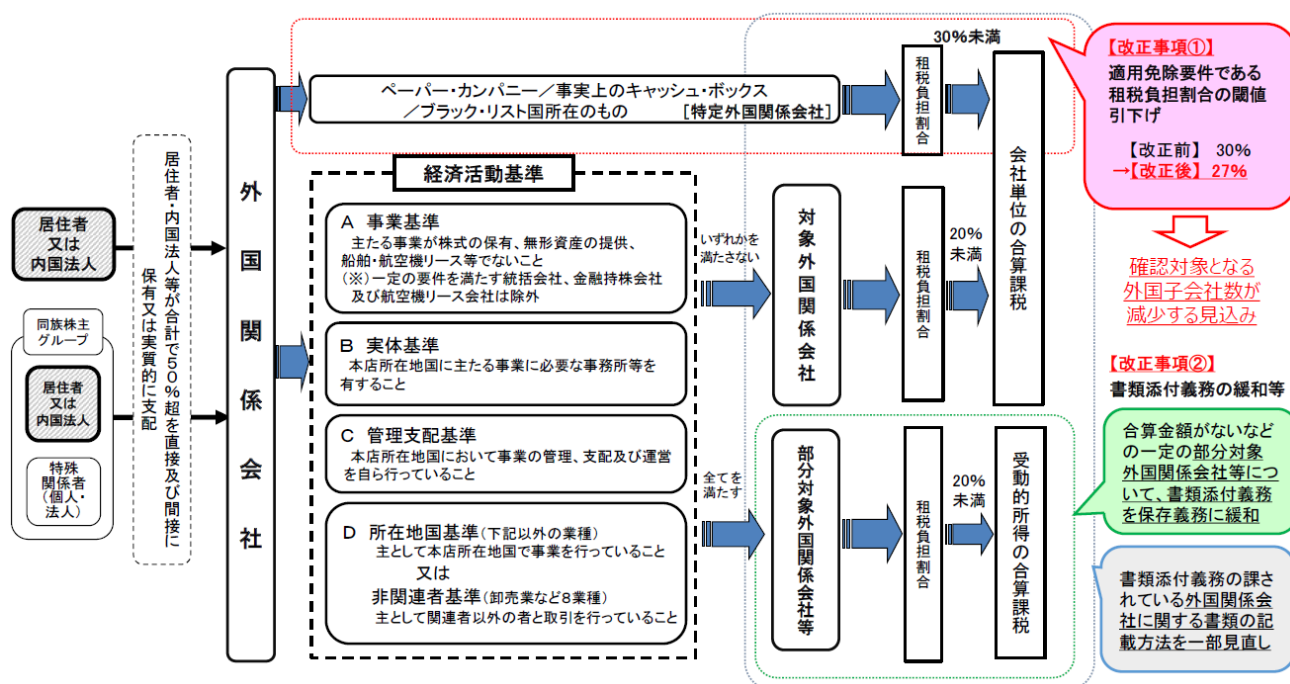 居住者
又は
内国法人
同族株主
グループ
居住者
又は
内国法人
特殊
関係者
(個人・
法人)
居住者・内国法人等が合計で50%超を直接及び間接に
保有又は実質的に支配
外国関係会社
ペーパー・カンパニー/事実上のキャッシュ・ボックス
/ブラック・リスト国所在のもの [特定外国関係会社]
租税負担割合
30%未満
会社単位の合算課税
経済活動基準
A 事業基準
主たる事業が株式の保有、無形資産の提供、
船舶・航空機リース等でないこと
(※)一定の要件を満たす統括会社、金融持株会社
及び航空機リース会社は除外
B 実体基準
本店所在地国に主たる事業に必要な事務所等を
有すること
C 管理支配基準
本店所在地国において事業の管理、支配及び運営
を自ら行っていること
D 所在地国基準(下記以外の業種)
主として本店所在地国で事業を行っていること
又は
非関連者基準(卸売業など8業種)
主として関連者以外の者と取引を行っていること
いずれかを
満たさない
対象外国関係会社
租税負担割合
20%
未満
全てを
満たす
部分対象外国関係会社等
租税負担割合
20%
未満
受動的所得の合算課税
【改正事項①】
適用免除要件である
租税負担割合の閾値
引下げ
【改正前】 30%
→【改正後】 27%
確認対象となる
外国子会社数が
減少する見込み
【改正事項②】
書類添付義務の緩和等
合算金額がないなど
の一定の部分対象
外国関係会社等につ
いて、書類添付義務
を保存義務に緩和
書類添付義務の課さ
れている外国関係会
社に関する書類の記
載方法を一部見直し